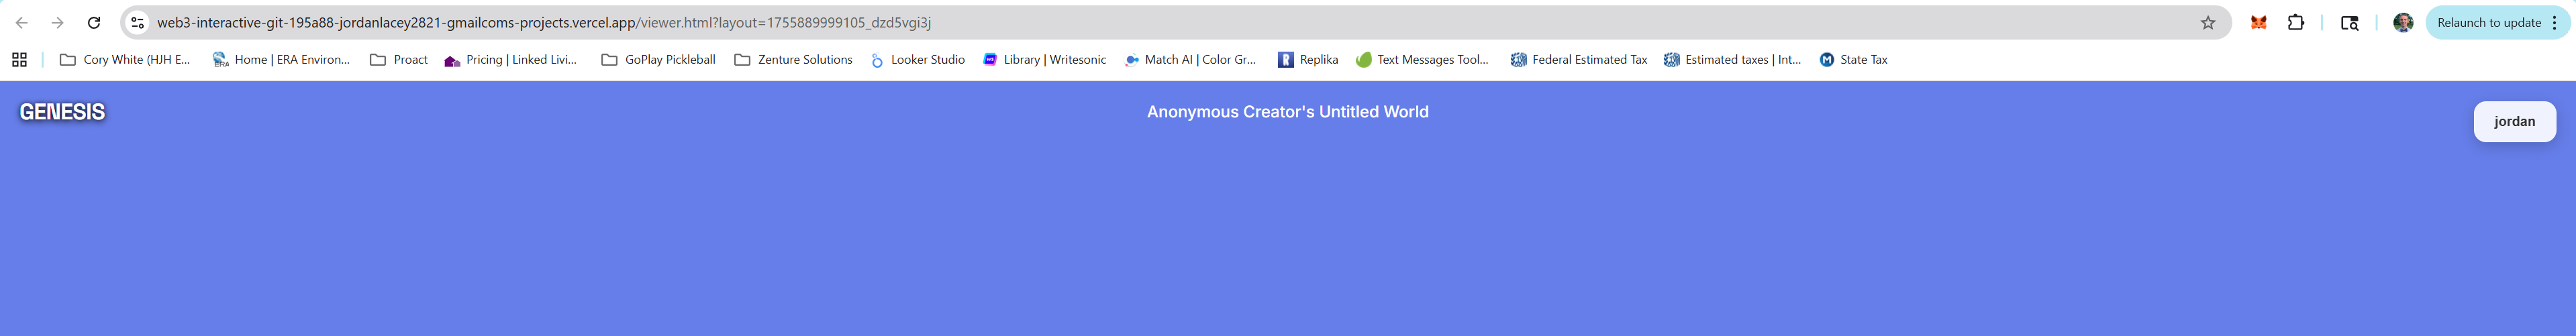 web3-interactive-git-195a88-jordanlacey2821-gmailcoms-projects.vercel.app/viewer.html?layout=1755889999105_dzd5vgi3j
Relaunch to update
Cory White (HJH E...
Home | ERA Environ...
Proact
Pricing | Linked Livi...
GoPlay Pickleball
Zenture Solutions
Looker Studio
Library | Writesonic
Match AI | Color Gr...
Replika
Text Messages Tool...
Federal Estimated Tax
Estimated taxes | Int...
State Tax
GENESIS
Anonymous Creator's Untitled World
jordan